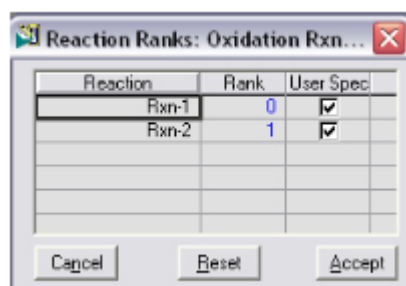 Reaction Ranks: Oxidation Rxn...
Reaction Rank User Spec
Rxn-1 0
Rxn-2 1
Cancel Reset Accept